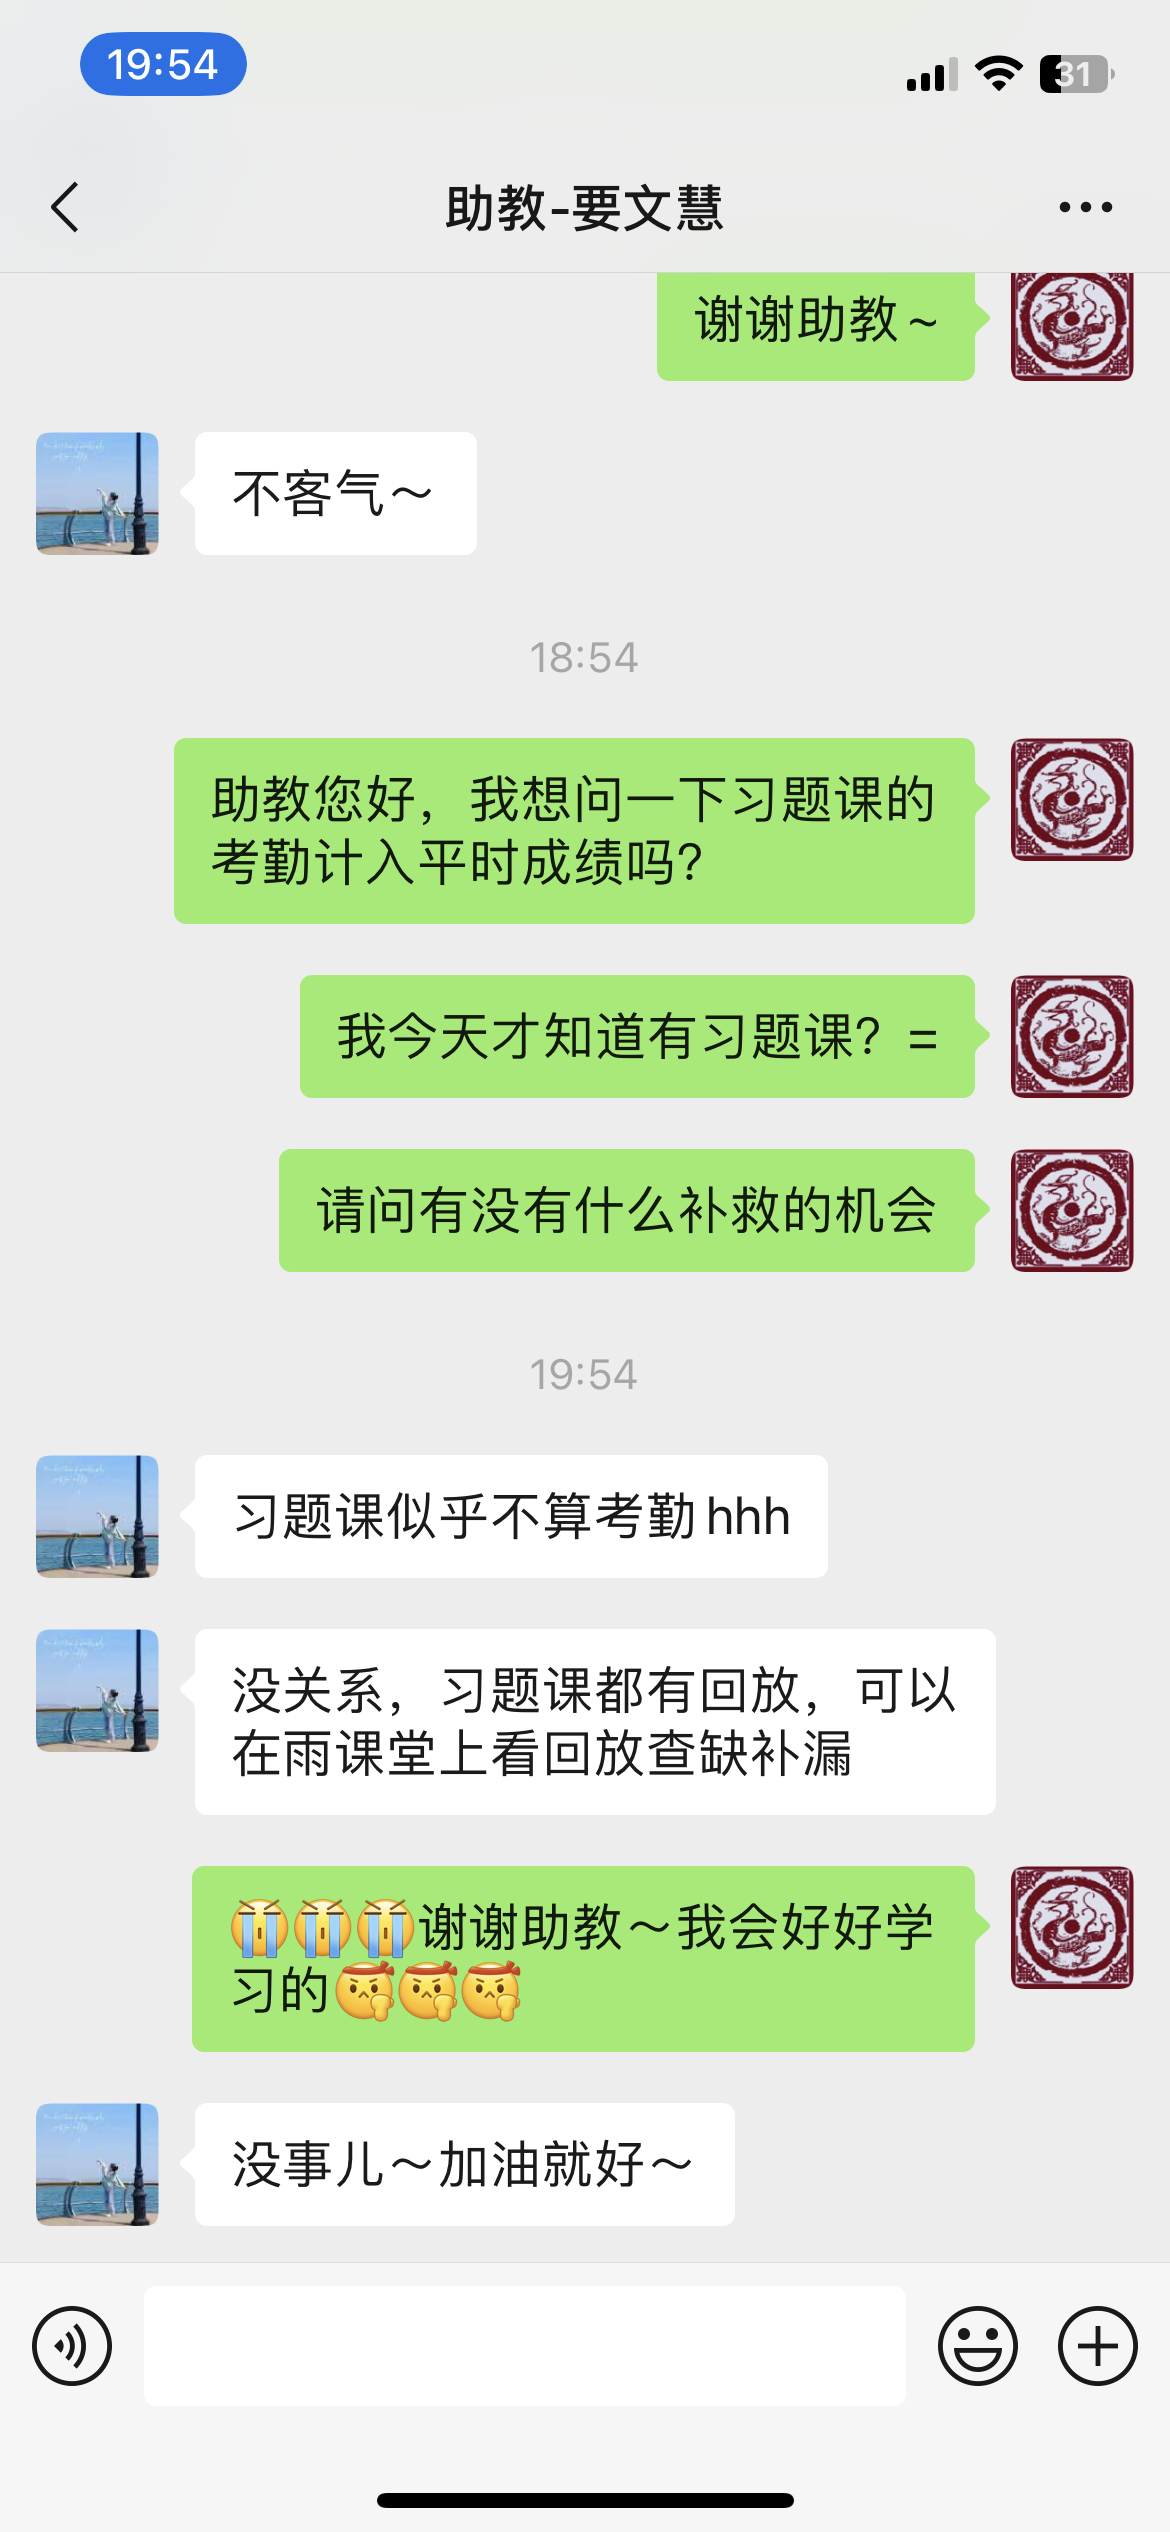 19:54
31
助教-要文慧
谢谢助教~
不客气～
18:54
助教您好，我想问一下习题课的
考勤计入平时成绩吗?
我今天才知道有习题课? =
请问有没有什么补救的机会
19:54
习题课似乎不算考勤hhh
没关系，习题课都有回放，可以
在雨课堂上看回放查缺补漏
😭😭😭谢谢助教～我会好好学
习的
没事儿～加油就好～